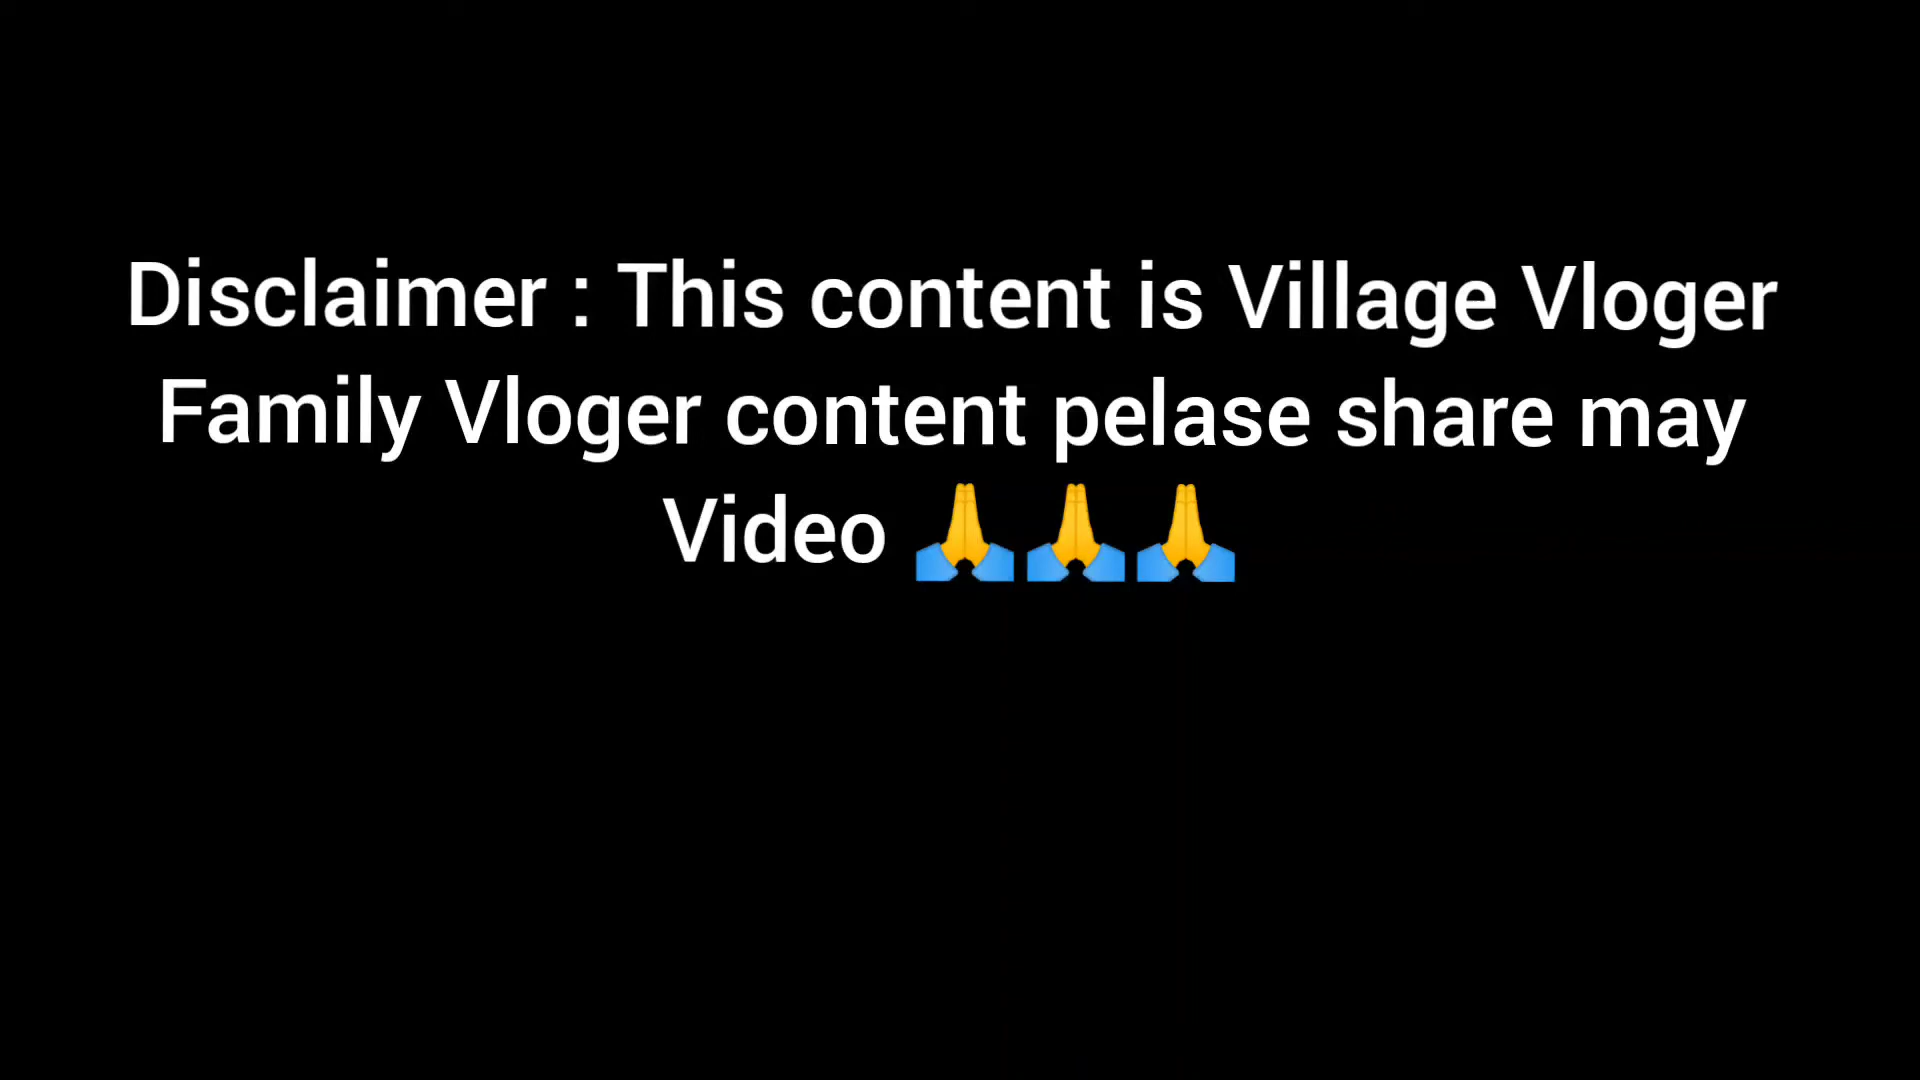 Disclaimer : This content is Village Vloger
Family Vloger content pelase share may
Video 🙏🙏🙏